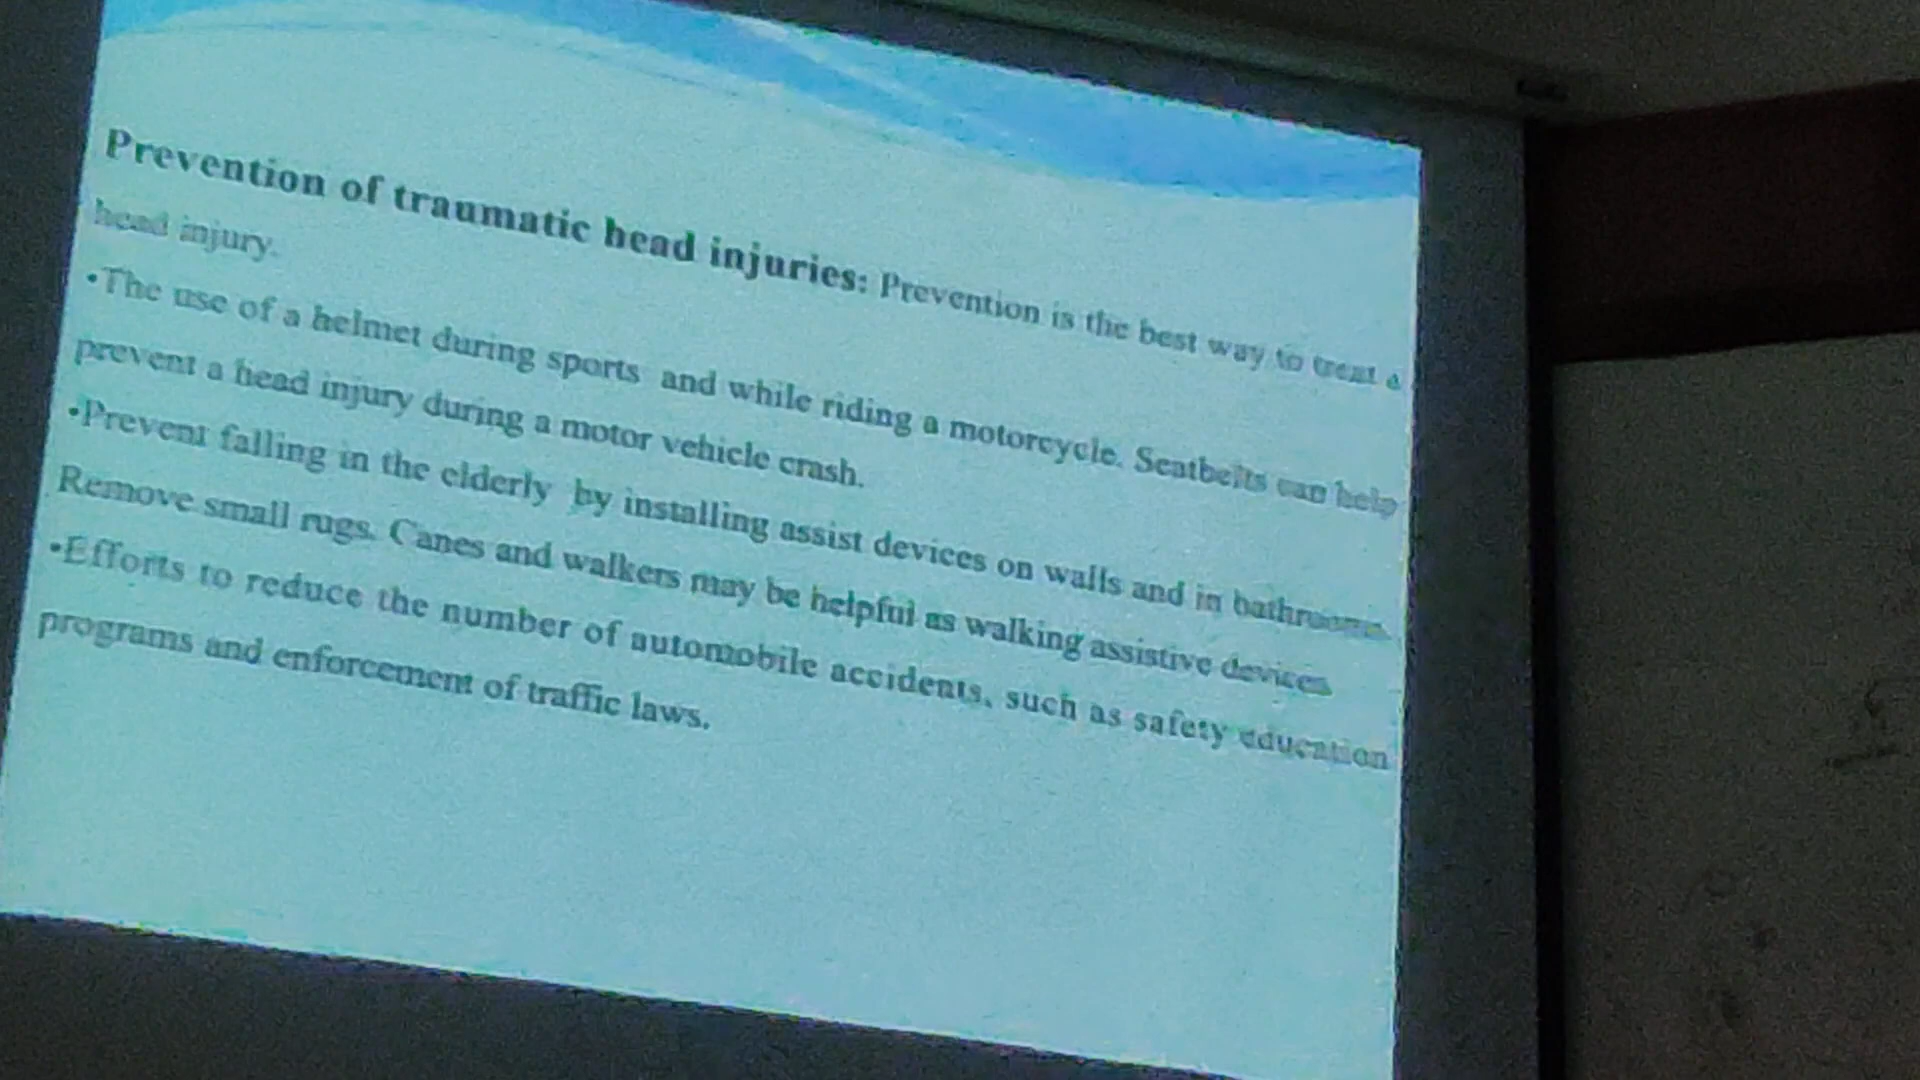 Prevention of traumatic head injuries: Prevention is the best way to treat a
head injury.
•The use of a helmet during sports and while riding a motorcycle. Seatbelts can help
prevent a head injury during a motor vehicle crash.
•Prevent falling in the elderly by installing assist devices on walls and in bathrooms.
Remove small rugs. Canes and walkers may be helpful as walking assistive devices
•Efforts to reduce the number of automobile accidents, such as safety education
programs and enforcement of traffic laws.